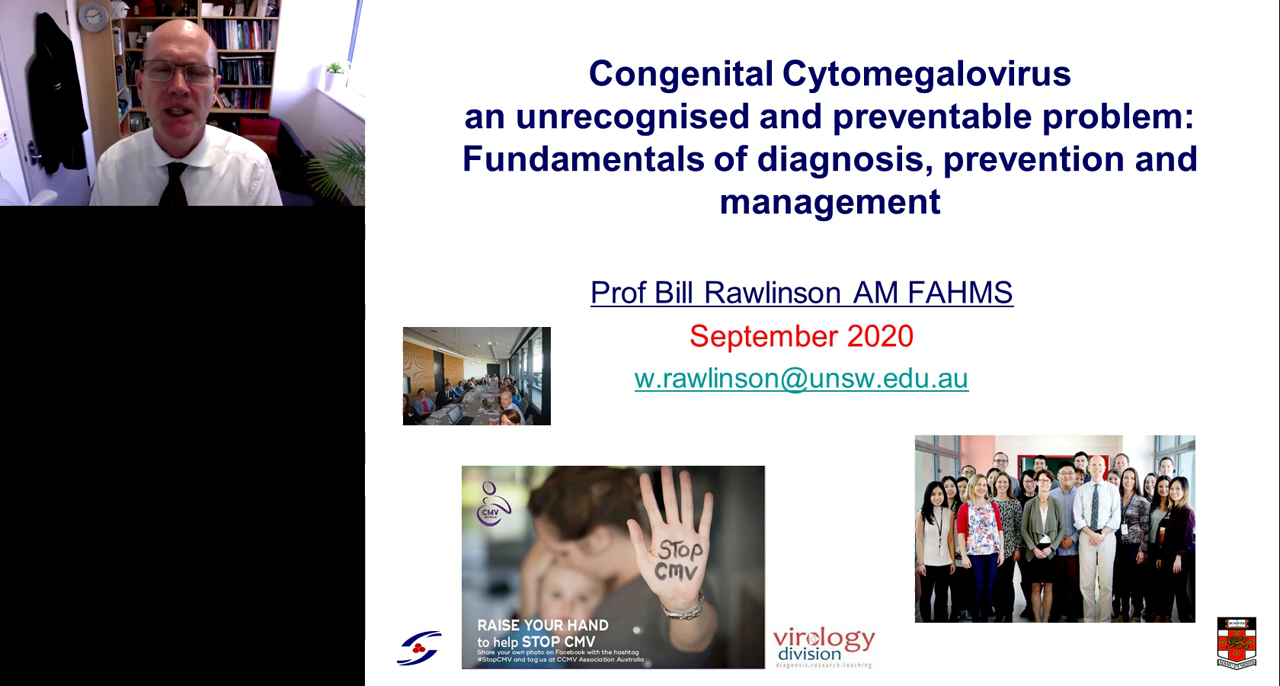 Congenital Cytomegalovirus
an unrecognised and preventable problem:
Fundamentals of diagnosis, prevention and
management
Prof Bill Rawlinson AM FAHMS
September 2020
w.rawlinson@unsw.edu.au
CMV
STOP
CMV
RAISE YOUR HAND
to help STOP CMV
Share your own photo on Facebook with the hashtag
#StopCMV and tag us at CCMV Association Australia
virology
division
diagnosis.research.teaching